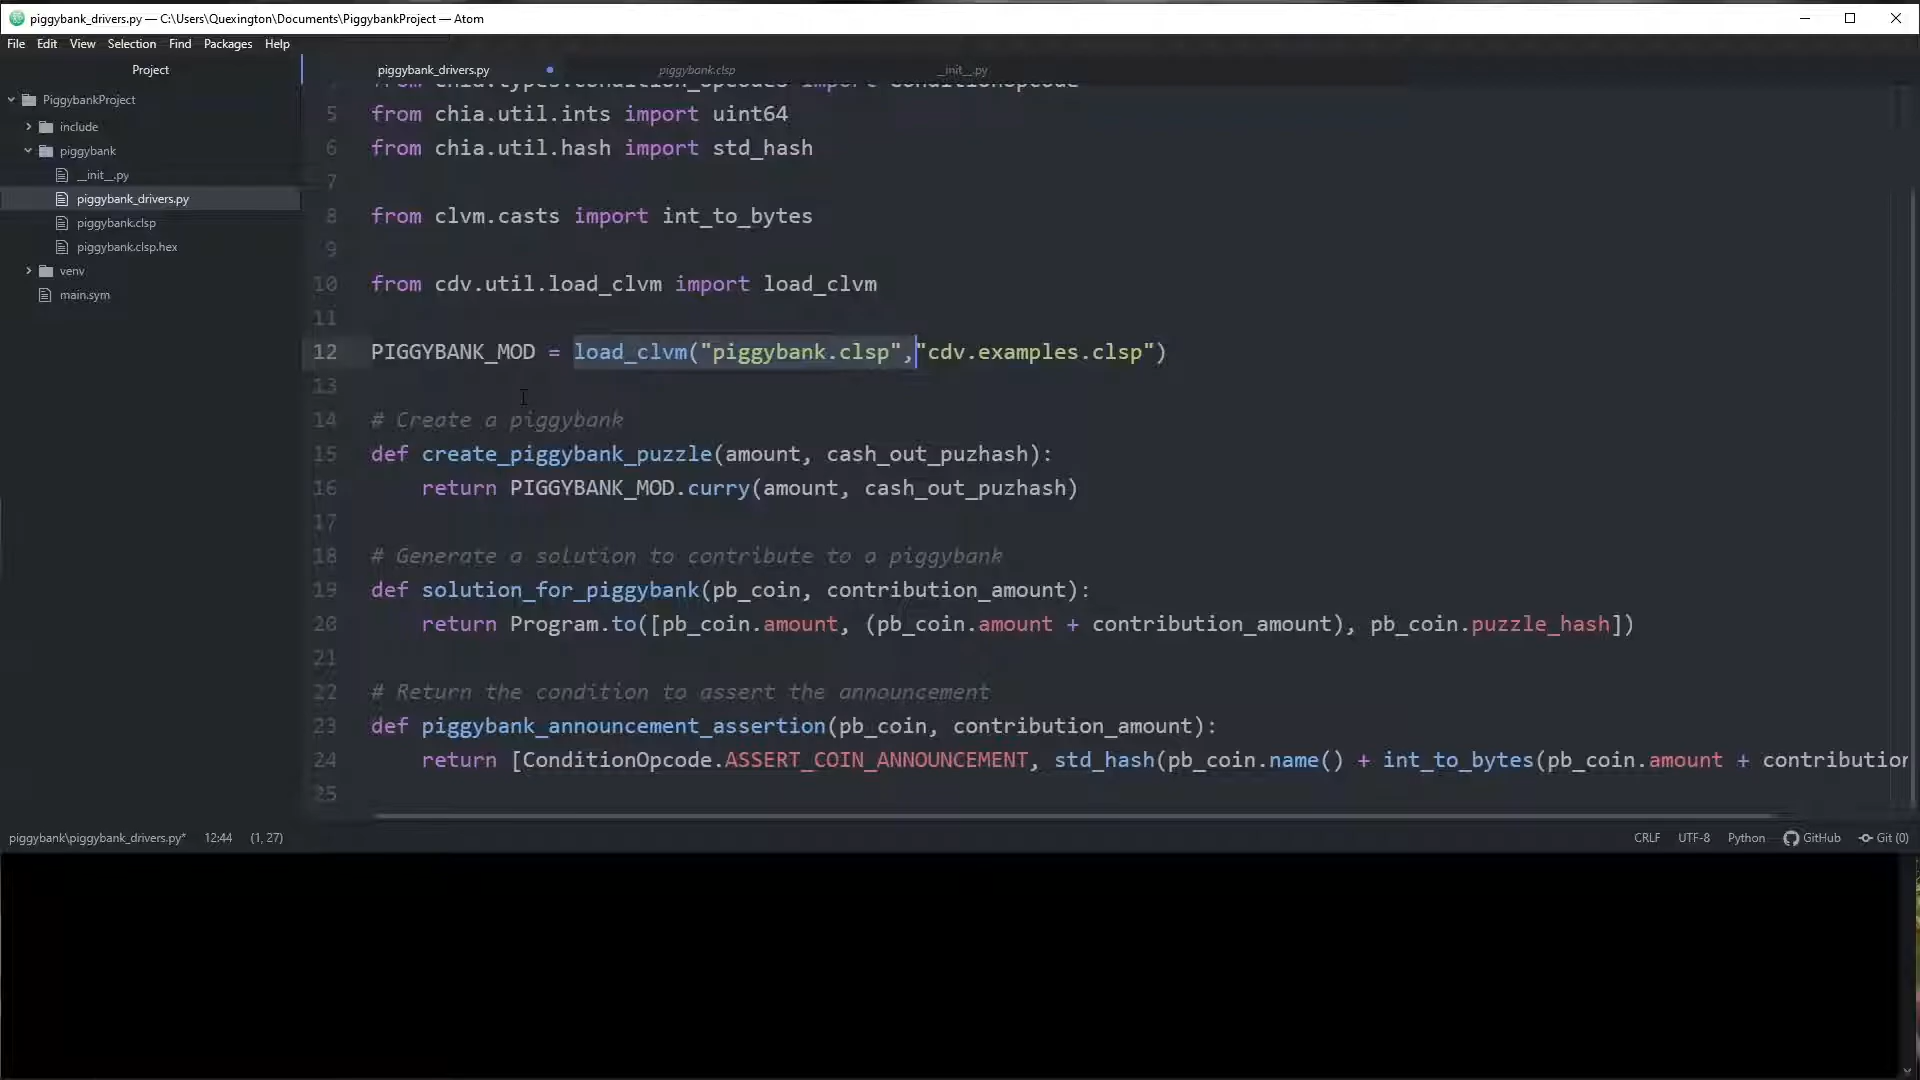 piggybank_drivers.py — C:\Users\Quexington\Documents\PiggybankProject — Atom
File Edit View Selection Find Packages Help
Project
piggybank_drivers.py
piggybank.clsp
__init__.py
PiggybankProject
include
piggybank
__init__.py
piggybank_drivers.py
piggybank.clsp
piggybank.clsp.hex
venv
main.sym
from chia.types.condition_opcodes import ConditionOpcode
5 from chia.util.ints import uint64
6 from chia.util.hash import std_hash
7
8 from clvm.casts import int_to_bytes
9
10 from cdv.util.load_clvm import load_clvm
11
12 PIGGYBANK_MOD = load_clvm("piggybank.clsp","cdv.examples.clsp")
13
14 # Create a piggybank
15 def create_piggybank_puzzle(amount, cash_out_puzhash):
16 return PIGGYBANK_MOD.curry(amount, cash_out_puzhash)
17
18 # Generate a solution to contribute to a piggybank
19 def solution_for_piggybank(pb_coin, contribution_amount):
20 return Program.to([pb_coin.amount, (pb_coin.amount + contribution_amount), pb_coin.puzzle_hash])
21
22 # Return the condition to assert the announcement
23 def piggybank_announcement_assertion(pb_coin, contribution_amount):
24 return [ConditionOpcode.ASSERT_COIN_ANNOUNCEMENT, std_hash(pb_coin.name() + int_to_bytes(pb_coin.amount + contribution
25
piggybank\piggybank_drivers.py* 12:44 (1, 27) CRLF UTF-8 Python GitHub Git (0)